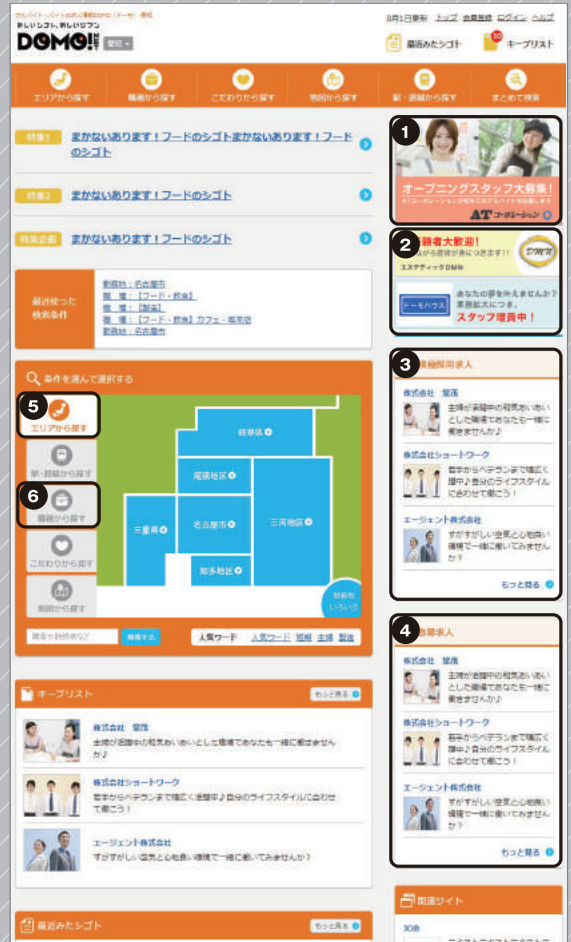 アルバイト・パートの求人情報DOMO（ドーモ）-愛知
新しいシゴト、新しいジブン
DOMO!
愛知
8月1日更新 トップ 会員登録 ログイン ヘルプ
最近みたシゴト
10
キープリスト
エリアから探す
職種から探す
こだわりから探す
地図から探す
駅・路線から探す
まとめて検索
特集1
まかないあります！フードのシゴトまかないあります！フード
のシゴト
特集2
まかないあります！フードのシゴト
特集企画
まかないあります！フードのシゴト
最近使った
検索条件
勤務地：名古屋市
職 種：【フード・飲食】
職 種：【製造】
職 種：【フード・飲食】カフェ・喫茶店
勤務地：名古屋市
1
オープニングスタッフ大募集!
AT コーポレーション
2
験者大歓迎!
ながら技術が身につきます!!
エステティックDMN
DMN
ドーモハウス
あなたの夢を叶えませんか？
業務拡大につき、
スタッフ増員中！
3
積極採用求人
株式会社
主婦が活躍中の和気あいあい
とした職場であなたも一緒に
働きませんか♪
株式会社ショートワーク
若手からベテランまで幅広く
躍中♪自分のライフスタイル
に合わせて働こう！
エージェント株式会社
すがすがしい空気と心地良い
環境で一緒に働いてみません
か？
もっと見る
条件を選んで選択する
5
エリアから探す
駅・路線から探す
6
職種から探す
こだわりから探す
地図から探す
岐阜県
尾張地区
三重県
名古屋市
三河地区
知多地区
勤務地
いろいろ
検索する
人気ワード 人気ワード 短期 主婦 製造
4
募求人
株式会社
主婦が活躍中の和気あいあい
とした職場であなたも一緒に
働きませんか♪
株式会社ショートワーク
若手からベテランまで幅広く
躍中♪自分のライフスタイル
に合わせて働こう！
エージェント株式会社
すがすがしい空気と心地良い
環境で一緒に働いてみません
か？
もっと見る
キープリスト
もっと見る
株式会社
主婦が活躍中の和気あいあいとした職場であなたも一緒に働きません
か♪
株式会社ショートワーク
若手からベテランまで幅広く活躍中♪自分のライフスタイルに合わせ
て働こう！
エージェント株式会社
すがすがしい空気と心地良い環境で一緒に働いてみませんか？
最近みたシゴト
もっと見る
関連サイト
JOB